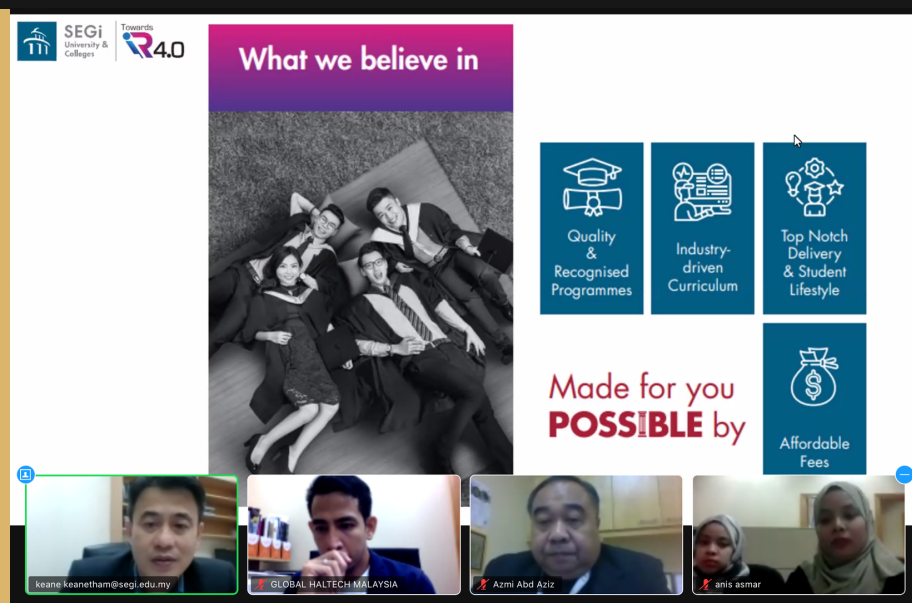 SEGi
University &
Colleges
Towards
iR4.0
What we believe in
Quality
&
Recognised
Programmes
Industry-
driven
Curriculum
Top Notch
Delivery
& Student
Lifestyle
Made for you
POSSIBLE by
$
Affordable
Fees
keane keanetham@segi.edu.my
GLOBAL HALTECH MALAYSIA
Azmi Abd Aziz
anis asmar